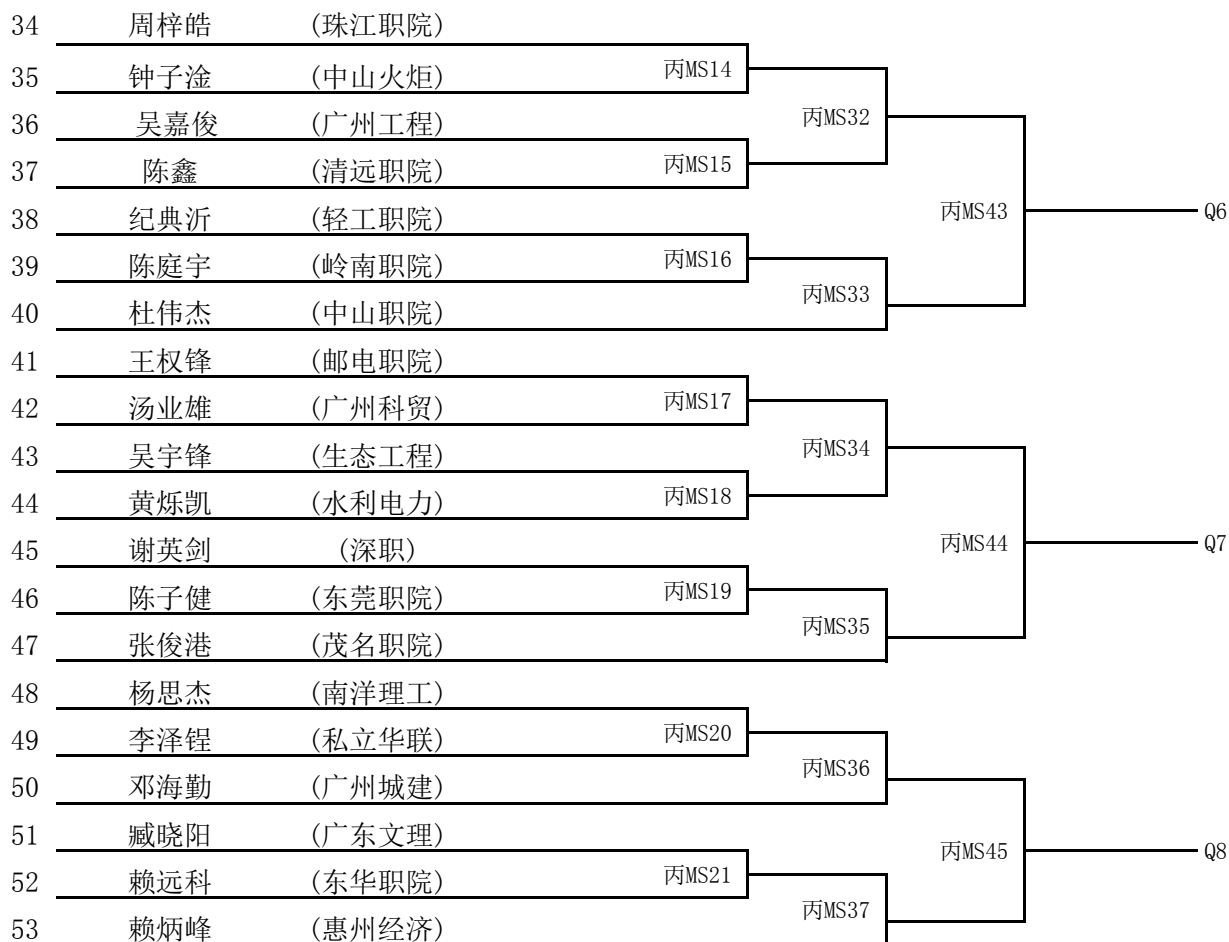 34 周梓皓 (珠江职院)
丙MS14
35 钟子淦 (中山火炬)
丙MS32
36 吴嘉俊 (广州工程)
丙MS15
37 陈鑫 (清远职院)
丙MS43 Q6
38 纪典沂 (轻工职院)
丙MS16
39 陈庭宇 (岭南职院)
丙MS33
40 杜伟杰 (中山职院)
41 王权锋 (邮电职院)
丙MS17
42 汤业雄 (广州科贸)
丙MS34
43 吴宇锋 (生态工程)
丙MS18
44 黄烁凯 (水利电力)
丙MS44 Q7
45 谢英剑 (深职)
丙MS19
46 陈子健 (东莞职院)
丙MS35
47 张俊港 (茂名职院)
48 杨思杰 (南洋理工)
丙MS20
49 李泽锃 (私立华联)
丙MS36
50 邓海勤 (广州城建)
51 臧晓阳 (广东文理)
丙MS45 Q8
丙MS21
52 赖远科 (东华职院)
丙MS37
53 赖炳峰 (惠州经济)